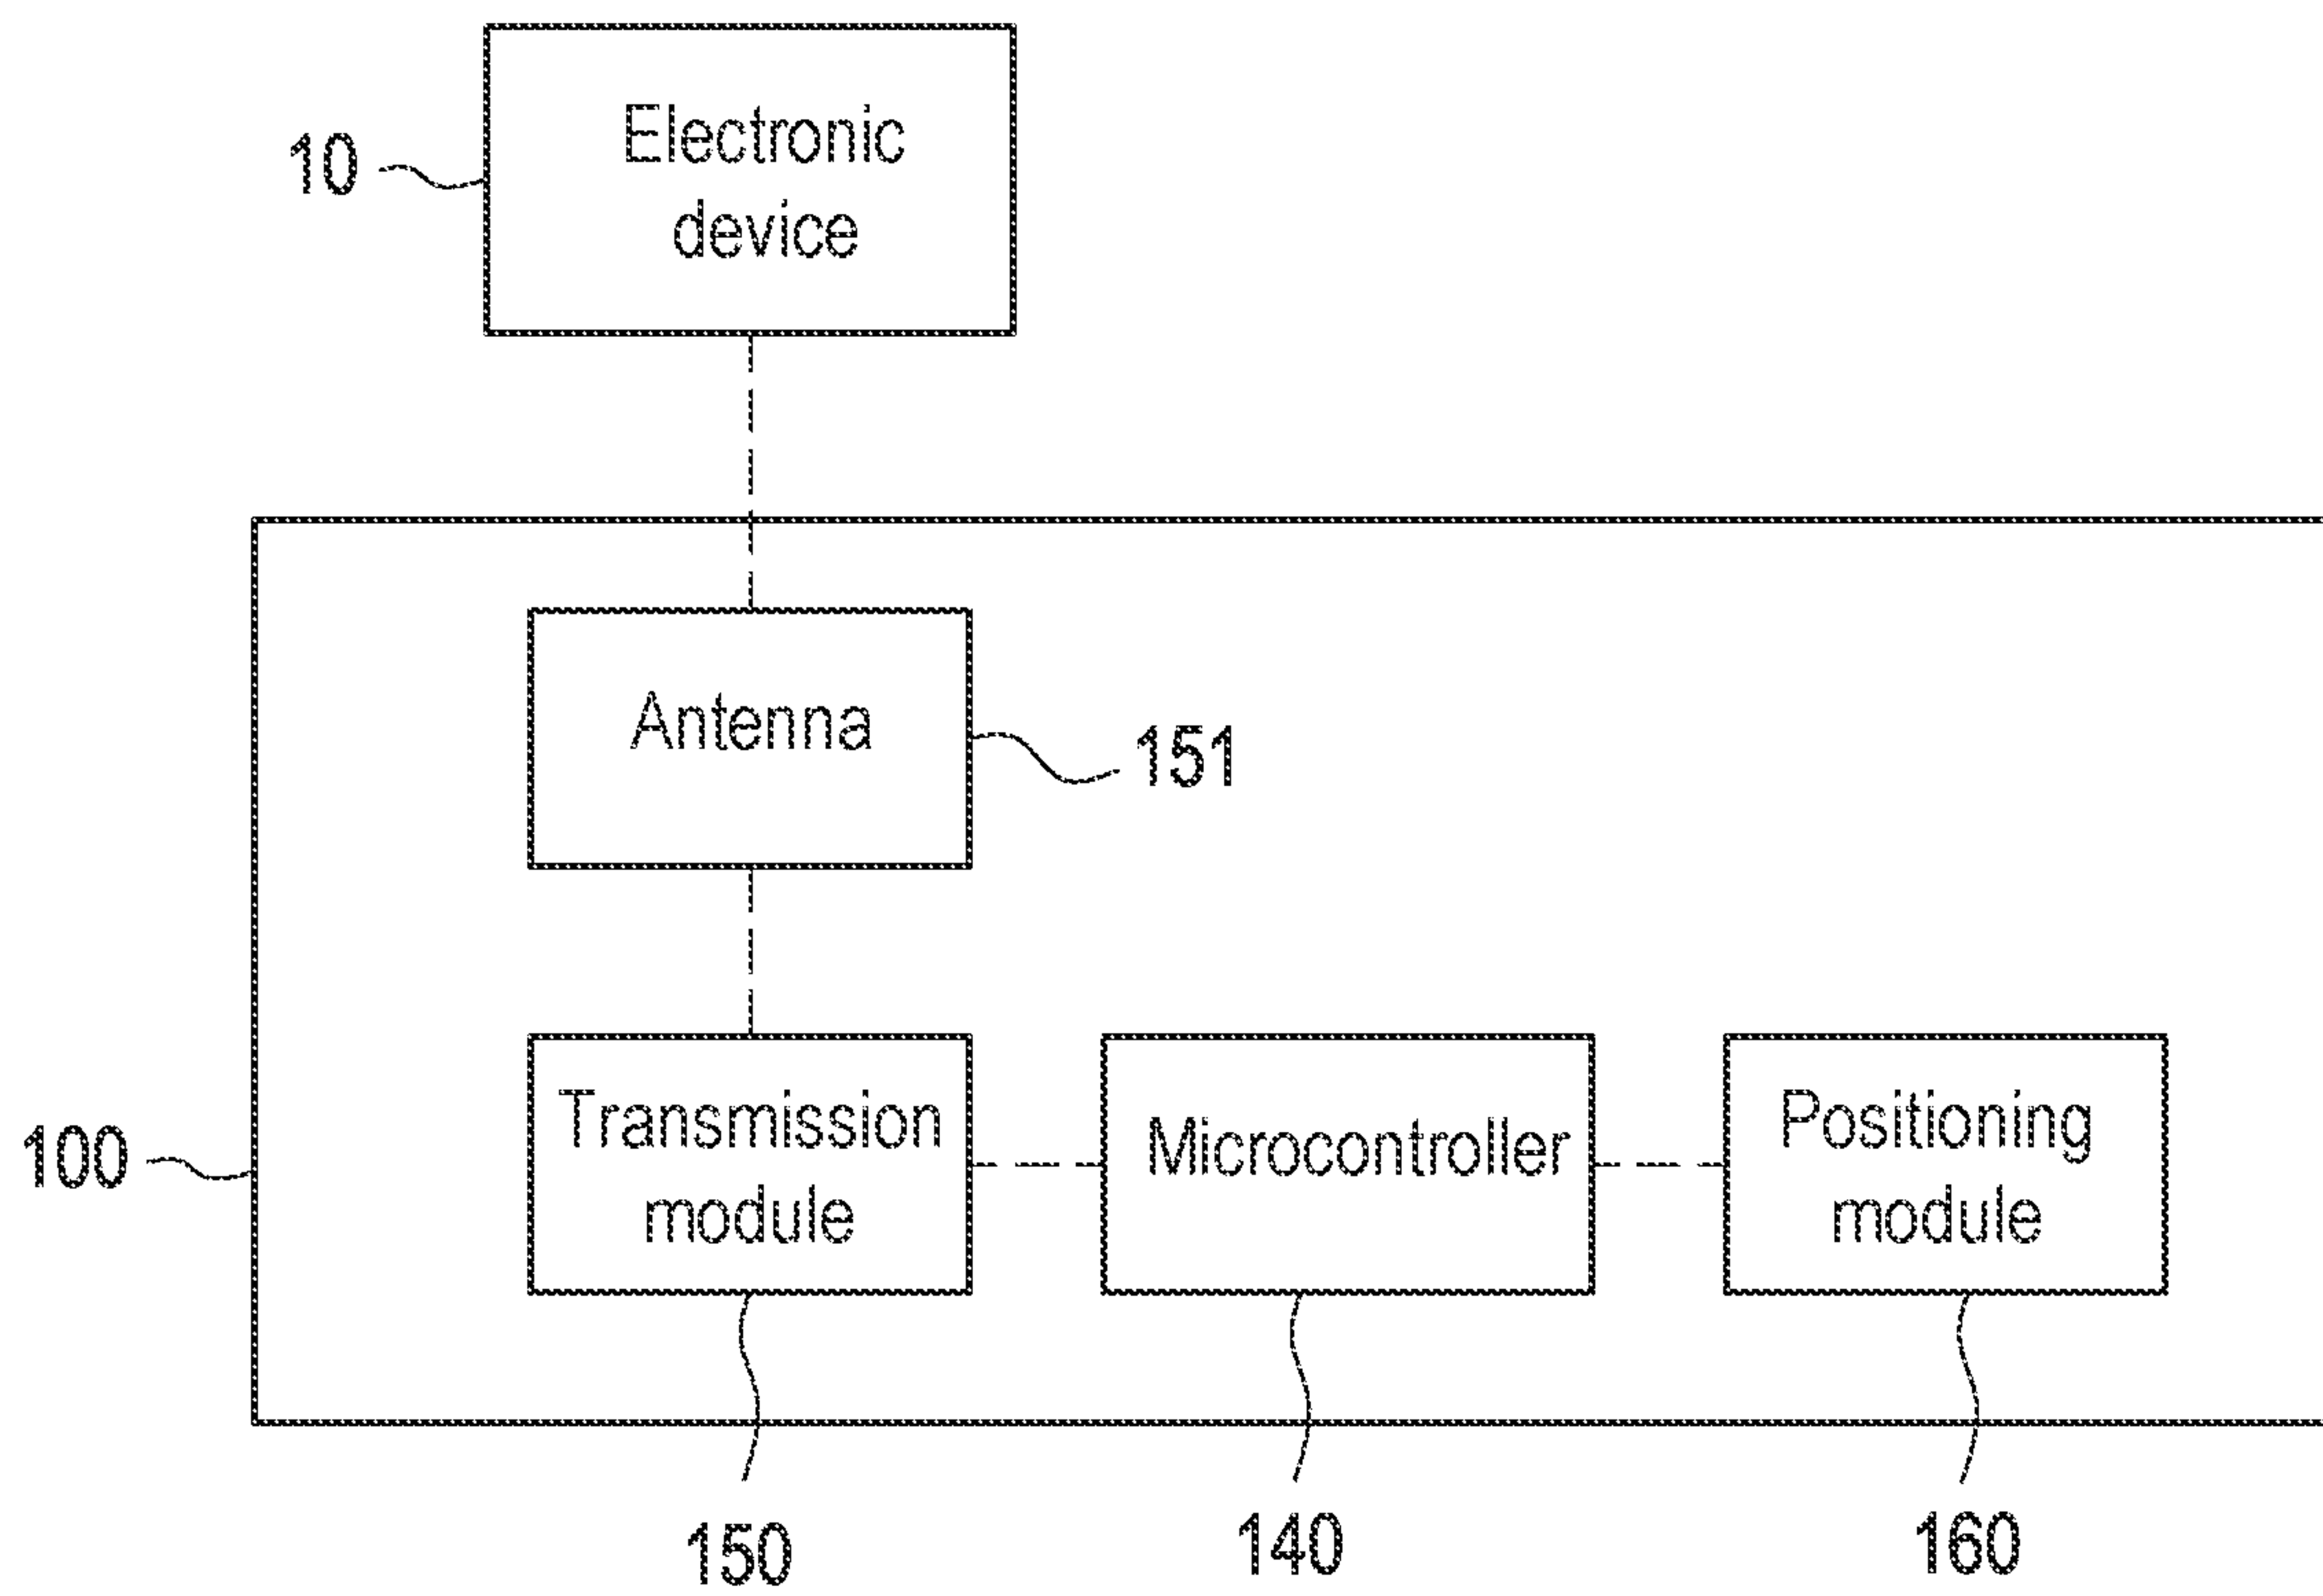 Electronic
device
10
Antenna
151
100
Transmission
module
Microcontroller
Positioning
module
150
140
160